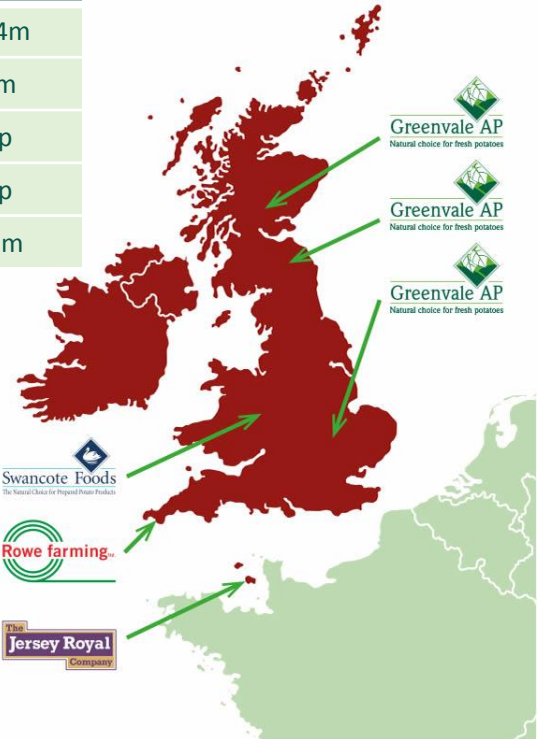 4m
m
p
p
m
Greenvale AP
Natural choice for fresh potatoes
Greenvale AP
Natural choice for fresh potatoes
Greenvale AP
Natural choice for fresh potatoes
Swancote Foods
The Natural Choice for Prepared Potato Products
Rowe farming
The
Jersey Royal
Company